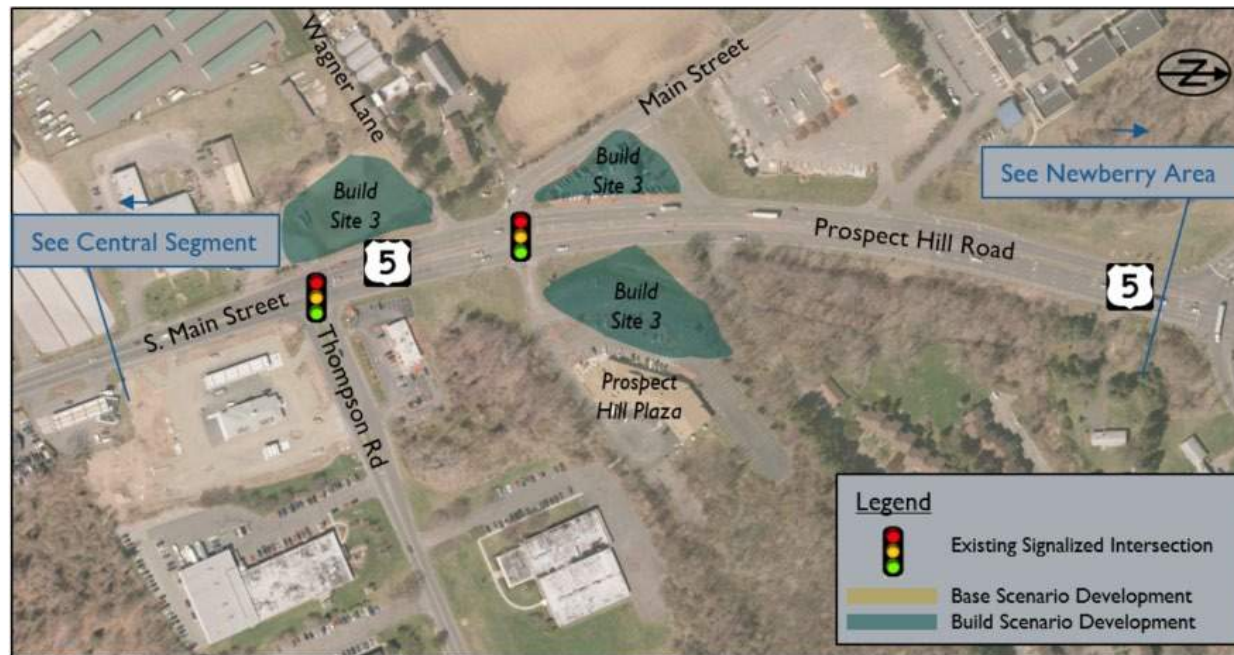 Wagner Lane
Main Street
Z
Build
Site 3
Build
Site 3
See Newberry Area
See Central Segment
5
Prospect Hill Road
5
S. Main Street
Build
Site 3
Thompson Rd
Prospect
Hill Plaza
Legend
Existing Signalized Intersection
Base Scenario Development
Build Scenario Development